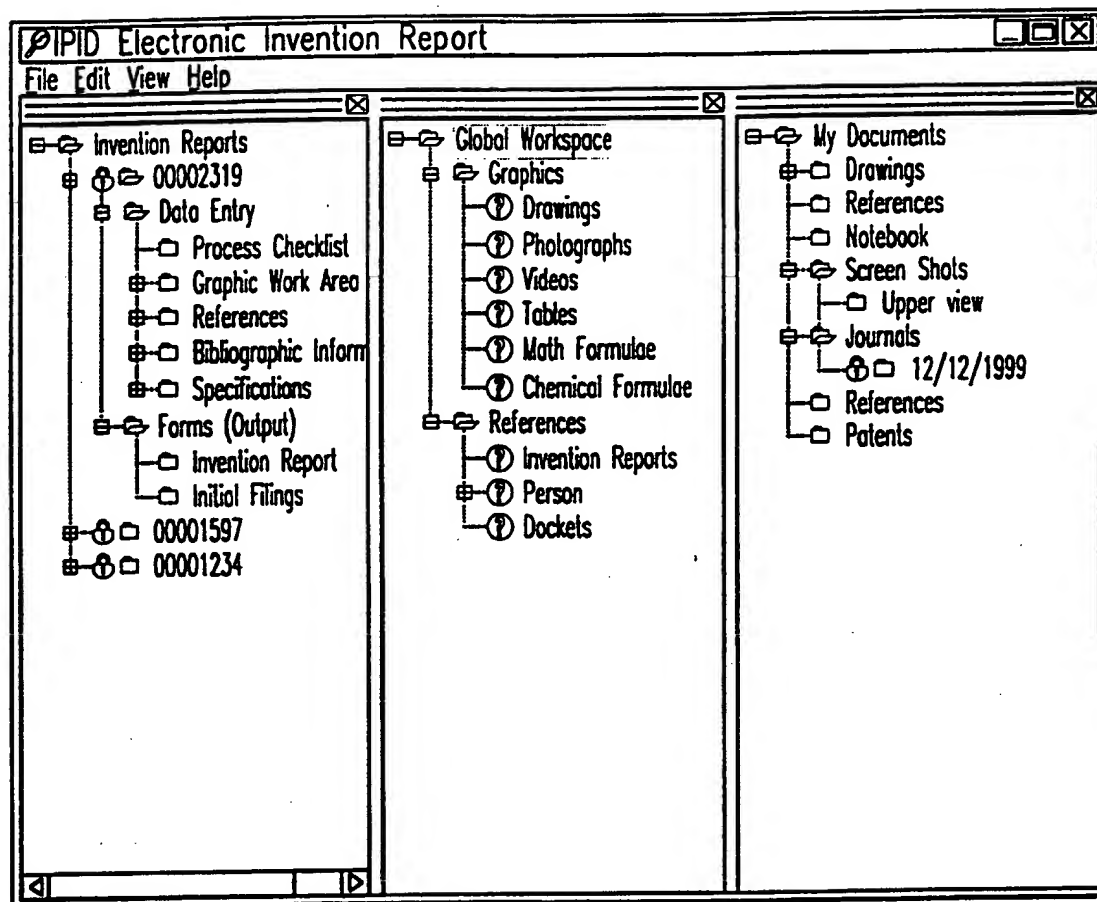 IPID Electronic Invention Report
File Edit View Help
Invention Reports
00002319
Data Entry
Process Checklist
Graphic Work Area
References
Bibliographic Inform
Specifications
Forms (Output)
Invention Report
Initial Filings
00001597
00001234
Global Workspace
Graphics
Drawings
Photographs
Videos
Tables
Math Formulae
Chemical Formulae
References
Invention Reports
Person
Dockets
My Documents
Drawings
References
Notebook
Screen Shots
Upper view
Journals
12/12/1999
References
Patents